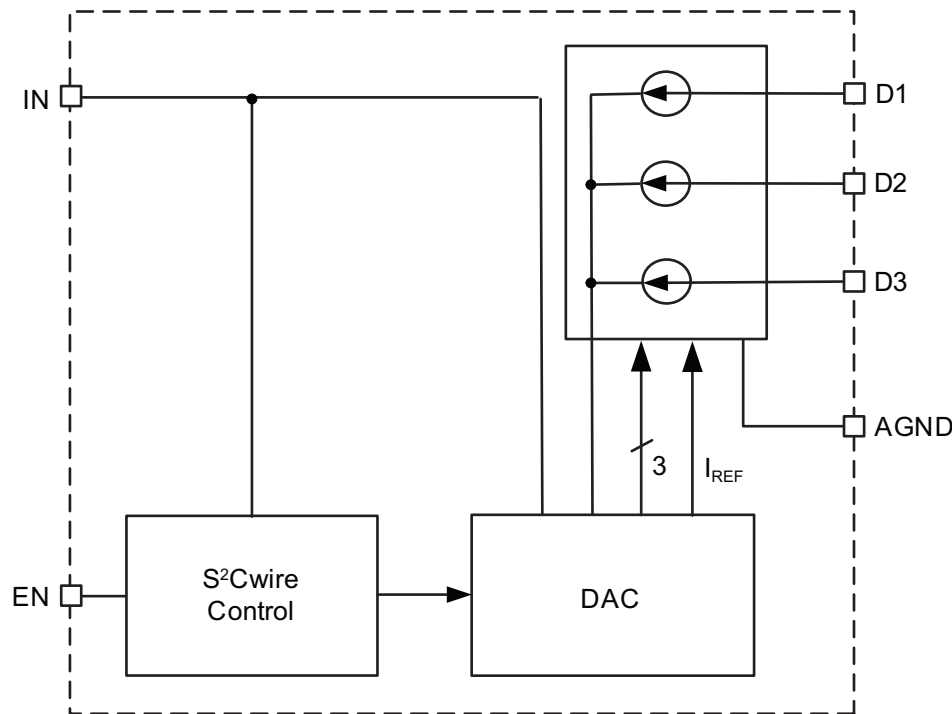 IN
D1
D2
D3
AGND
3
I_REF
EN
S²Cwire
Control
DAC